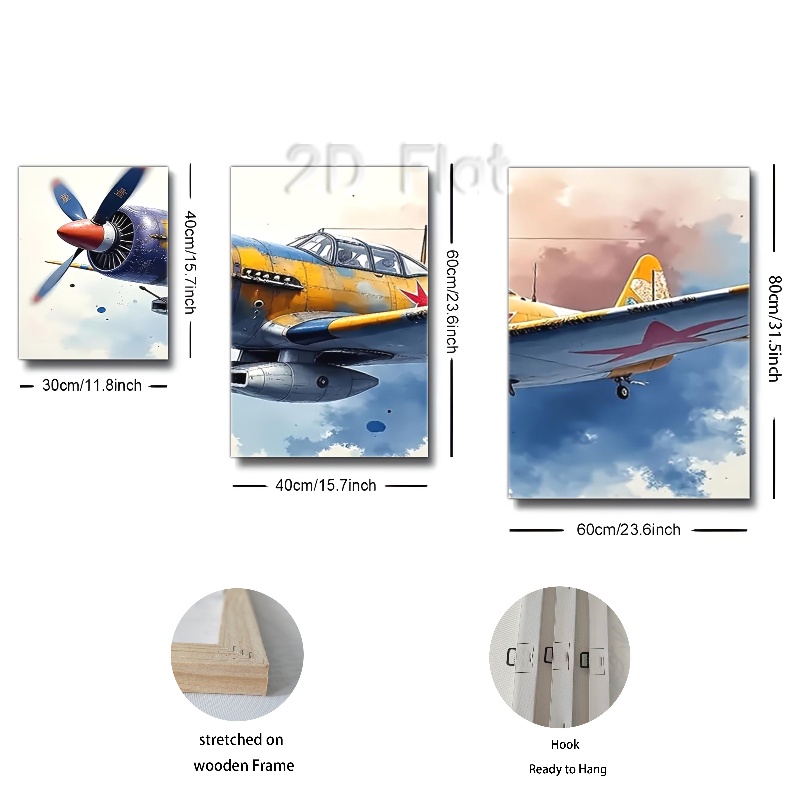 2D Flat
40cm/15.7inch
30cm/11.8inch
60cm/23.6inch
40cm/15.7inch
80cm/31.5inch
60cm/23.6inch
stretched on
wooden Frame
Hook
Ready to Hang